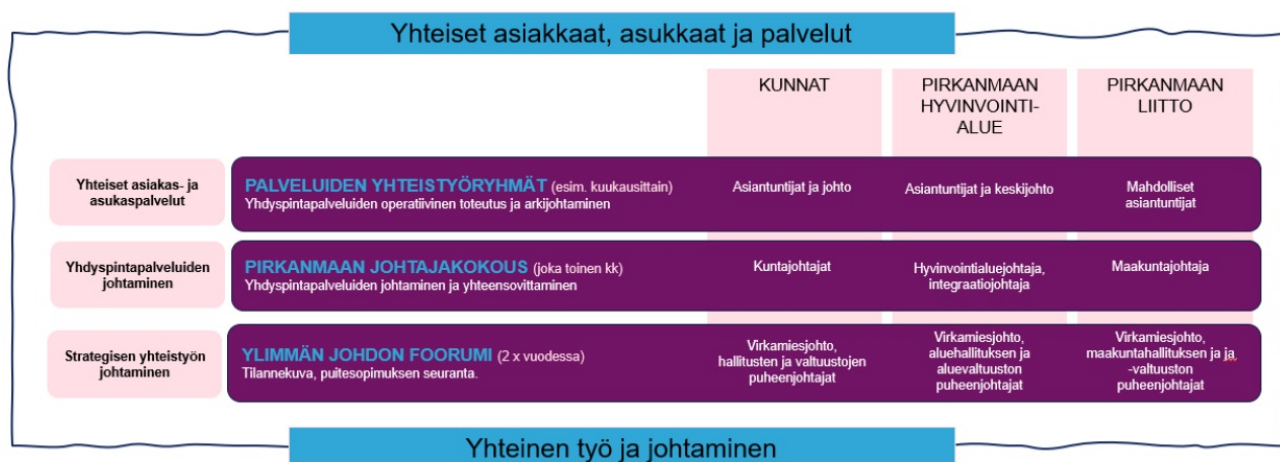 Yhteiset asiakkaat, asukkaat ja palvelut
KUNNAT
PIRKANMAAN
HYVINVOINTI-
ALUE
PIRKANMAAN
LIITTO
Yhteiset asiakas- ja
asukaspalvelut
PALVELUIDEN YHTEISTYÖRYHMÄT (esim. kuukausittain)
Yhdyspintapalveluiden operatiivinen toteutus ja arkijohtaminen
Asiantuntijat ja johto
Asiantuntijat ja keskijohto
Mahdolliset
asiantuntijat
Yhdyspintapalveluiden
johtaminen
PIRKANMAAN JOHTAJAKOKOUS (joka toinen kk)
Yhdyspintapalveluiden johtaminen ja yhteensovittaminen
Kuntajohtajat
Hyvinvointialuejohtaja,
integraatiojohtaja
Maakuntajohtaja
Strategisen yhteistyön
johtaminen
YLIMMÄN JOHDON FOORUMI (2 x vuodessa)
Tilannekuva, puitesopimuksen seuranta.
Virkamiesjohto,
hallitusten ja valtuustojen
puheenjohtajat
Virkamiesjohto,
aluehallituksen ja
aluevaltuuston
puheenjohtajat
Virkamiesjohto,
maakuntahallituksen ja ja
-valtuuston
puheenjohtajat
Yhteinen työ ja johtaminen